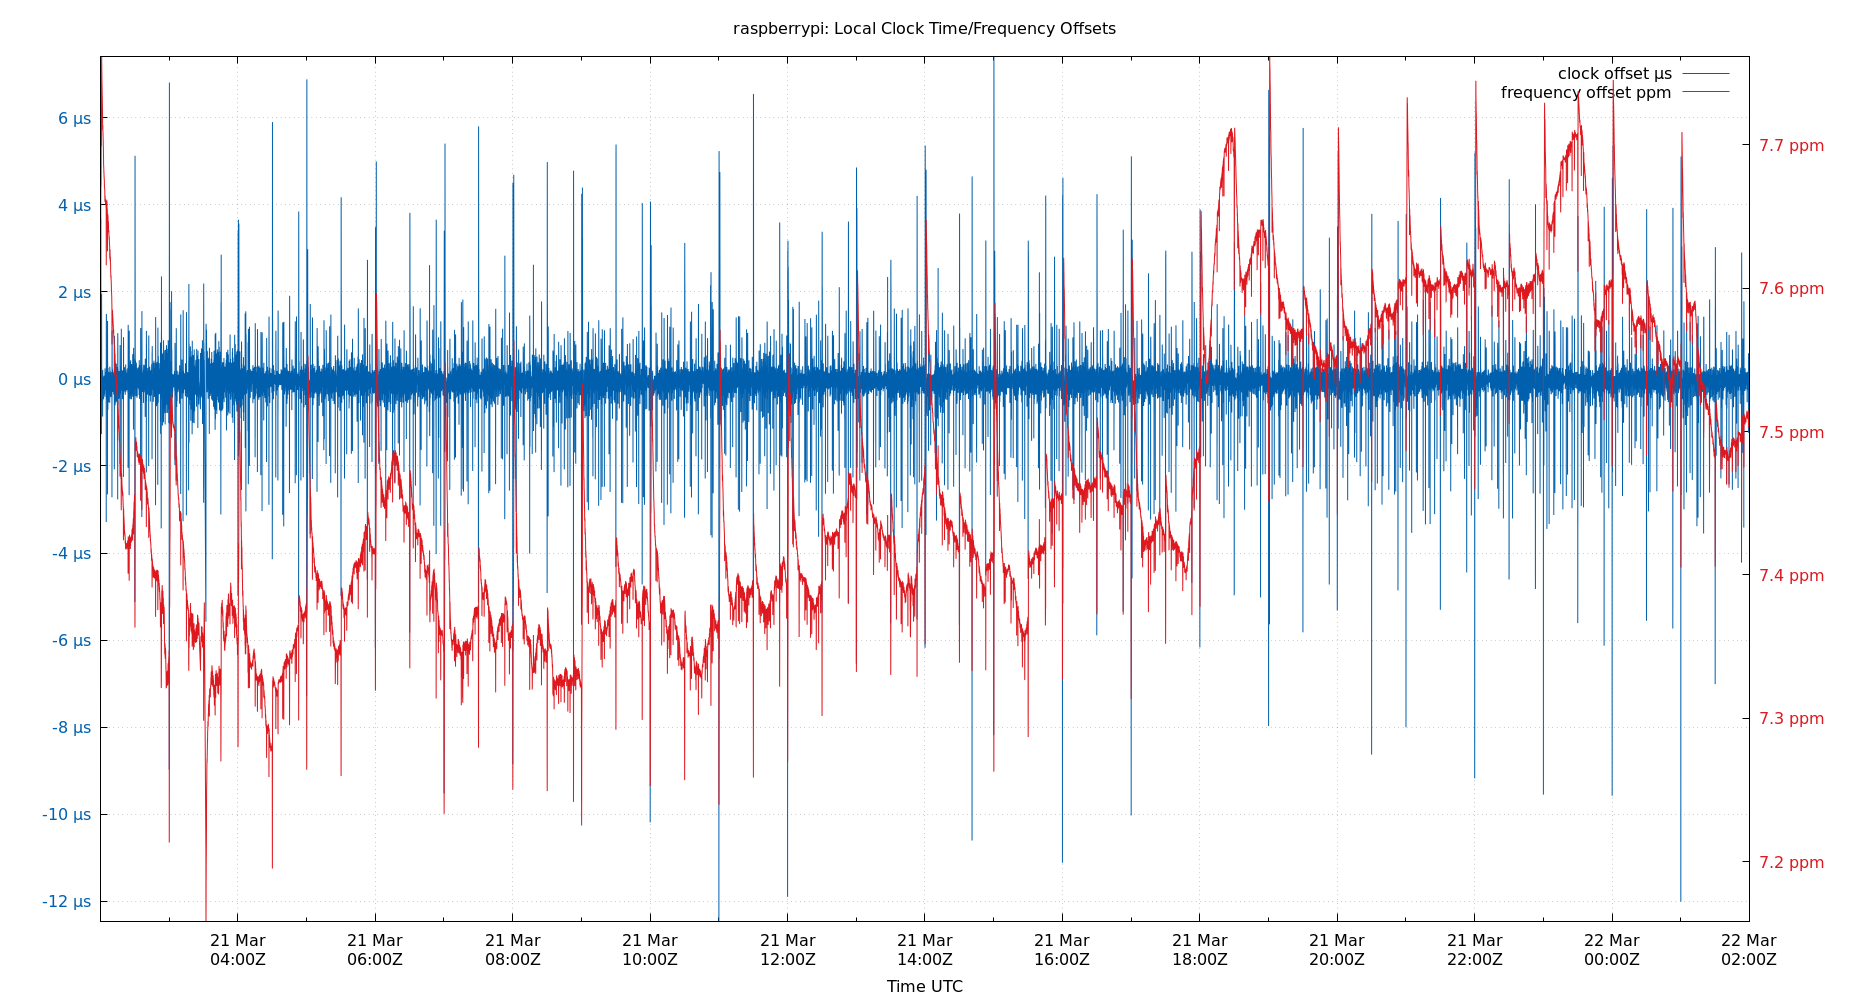 raspberrypi: Local Clock Time/Frequency Offsets
clock offset µs
frequency offset ppm
6 µs
4 µs
2 µs
0 µs
-2 µs
-4 µs
-6 µs
-8 µs
-10 µs
-12 µs
7.7 ppm
7.6 ppm
7.5 ppm
7.4 ppm
7.3 ppm
7.2 ppm
21 Mar
04:00Z
21 Mar
06:00Z
21 Mar
08:00Z
21 Mar
10:00Z
21 Mar
12:00Z
21 Mar
14:00Z
21 Mar
16:00Z
21 Mar
18:00Z
21 Mar
20:00Z
21 Mar
22:00Z
22 Mar
00:00Z
22 Mar
02:00Z
Time UTC